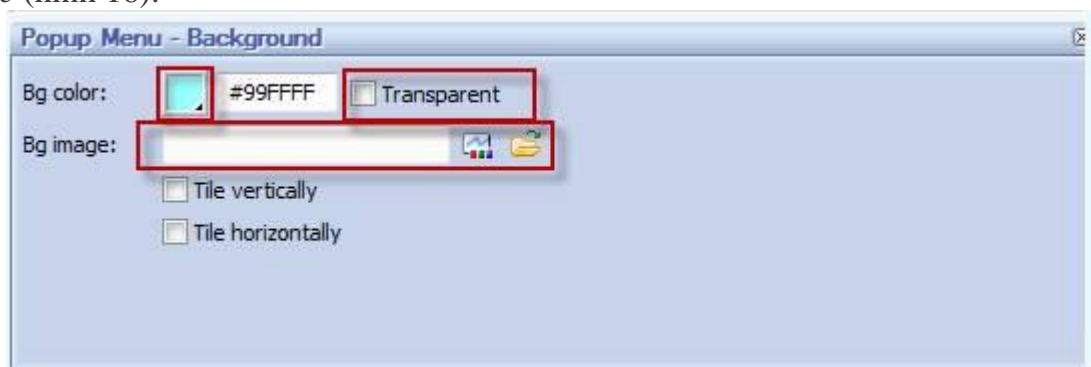 Popup Menu - Background
Bg color: #99FFFF Transparent
Bg image:
Tile vertically
Tile horizontally